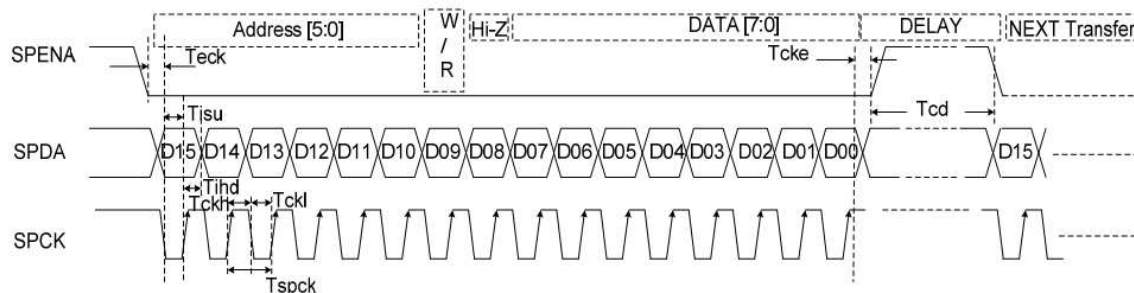 Address [5:0] W / R Hi-Z DATA [7:0] DELAY NEXT Transfer
SPENA Teck Tcke
Tisu Tcd
SPDA D15 D14 D13 D12 D11 D10 D09 D08 D07 D06 D05 D04 D03 D02 D01 D00 D15
Tihd
Tckh Tckl
SPCK
Tspck